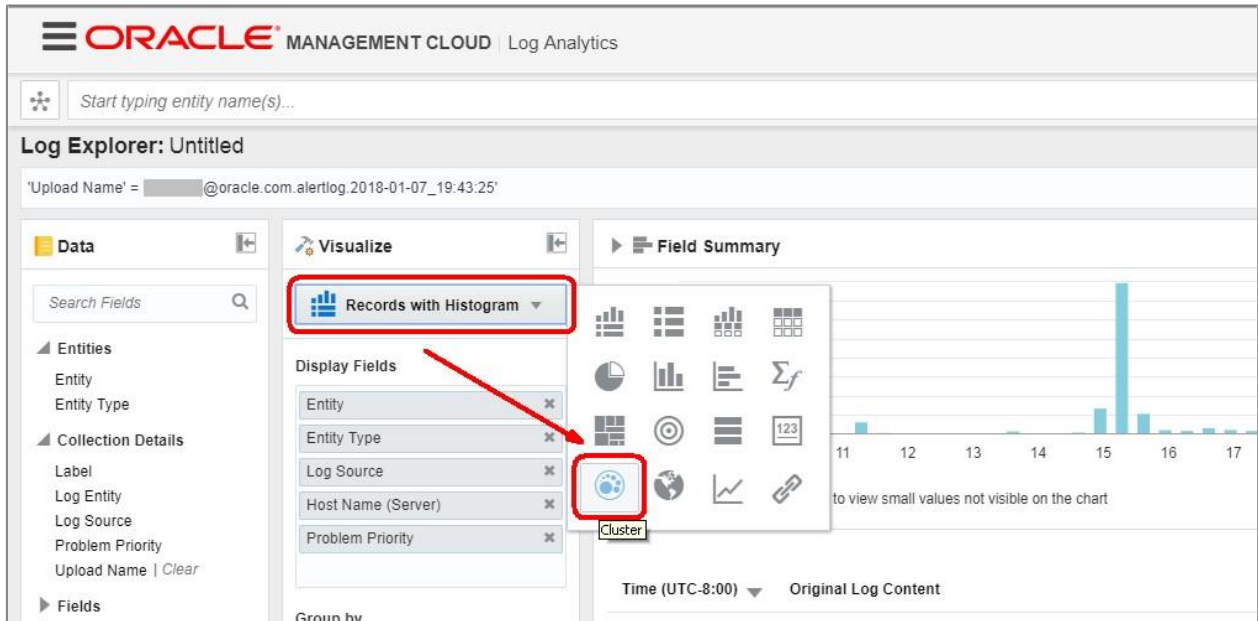 ORACLE MANAGEMENT CLOUD | Log Analytics
Start typing entity name(s)...
Log Explorer: Untitled
'Upload Name' = @oracle.com.alertlog.2018-01-07_19:43:25'
Data
Search Fields
Entities
Entity
Entity Type
Collection Details
Label
Log Entity
Log Source
Problem Priority
Upload Name | Clear
Fields
Visualize
Records with Histogram
Display Fields
Entity
Entity Type
Log Source
Host Name (Server)
Problem Priority
Group by
Σf
123
Cluster
Field Summary
11 12 13 14 15 16 17
to view small values not visible on the chart
Time (UTC-8:00) Original Log Content